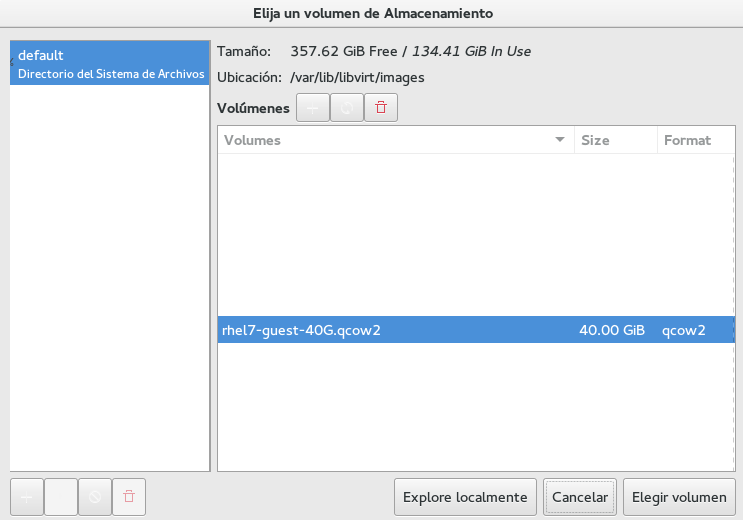 Elija un volumen de Almacenamiento
default
Directorio del Sistema de Archivos
Tamaño: 357.62 GiB Free / 134.41 GiB In Use
Ubicación: /var/lib/libvirt/images
Volúmenes
Volumes Size Format
rhel7-guest-40G.qcow2 40.00 GiB qcow2
Explore localmente Cancelar Elegir volumen